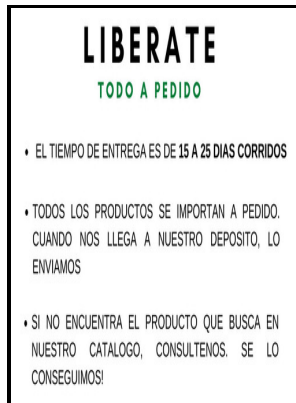 LIBERATE
TODO A PEDIDO
• EL TIEMPO DE ENTREGA ES DE 15 A 25 DIAS CORRIDOS
• TODOS LOS PRODUCTOS SE IMPORTAN A PEDIDO.
CUANDO NOS LLEGA A NUESTRO DEPOSITO, LO
ENVIAMOS
• SI NO ENCUENTRA EL PRODUCTO QUE BUSCA EN
NUESTRO CATALOGO, CONSULTENOS. SE LO
CONSEGUIMOS!